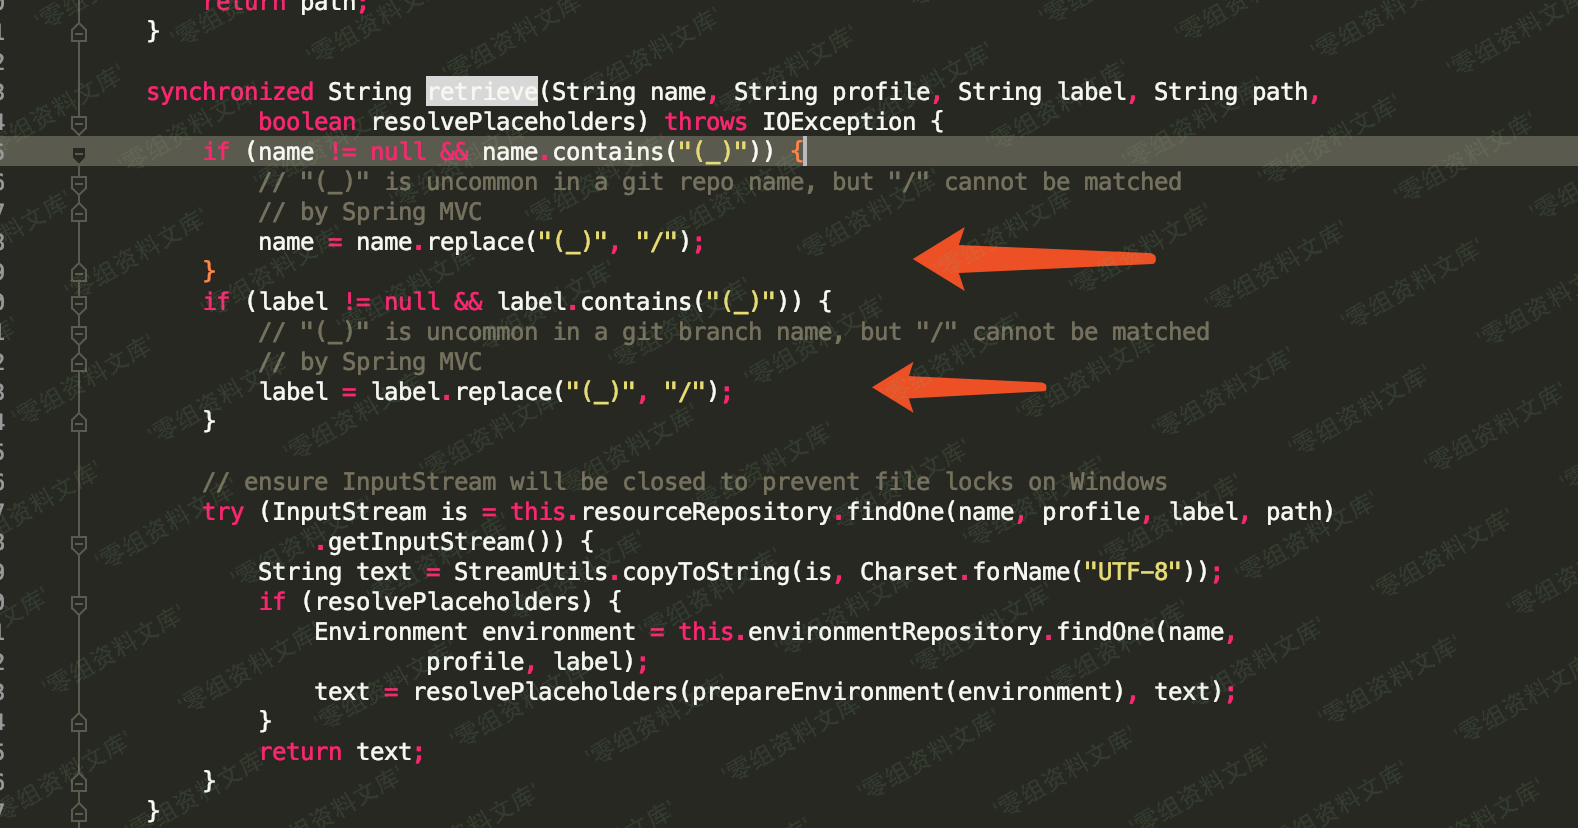 return path;
}
synchronized String retrieve(String name, String profile, String label, String path,
boolean resolvePlaceholders) throws IOException {
if (name != null && name.contains("(_)")) {
// "(_)" is uncommon in a git repo name, but "/" cannot be matched
// by Spring MVC
name = name.replace("(_)", "/");
}
if (label != null && label.contains("(_)")) {
// "(_)" is uncommon in a git branch name, but "/" cannot be matched
// by Spring MVC
label = label.replace("(_)", "/");
}
// ensure InputStream will be closed to prevent file locks on Windows
try (InputStream is = this.resourceRepository.findOne(name, profile, label, path)
.getInputStream()) {
String text = StreamUtils.copyToString(is, Charset.forName("UTF-8"));
if (resolvePlaceholders) {
Environment environment = this.environmentRepository.findOne(name,
profile, label);
text = resolvePlaceholders(prepareEnvironment(environment), text);
}
return text;
}
}
零组资料文库